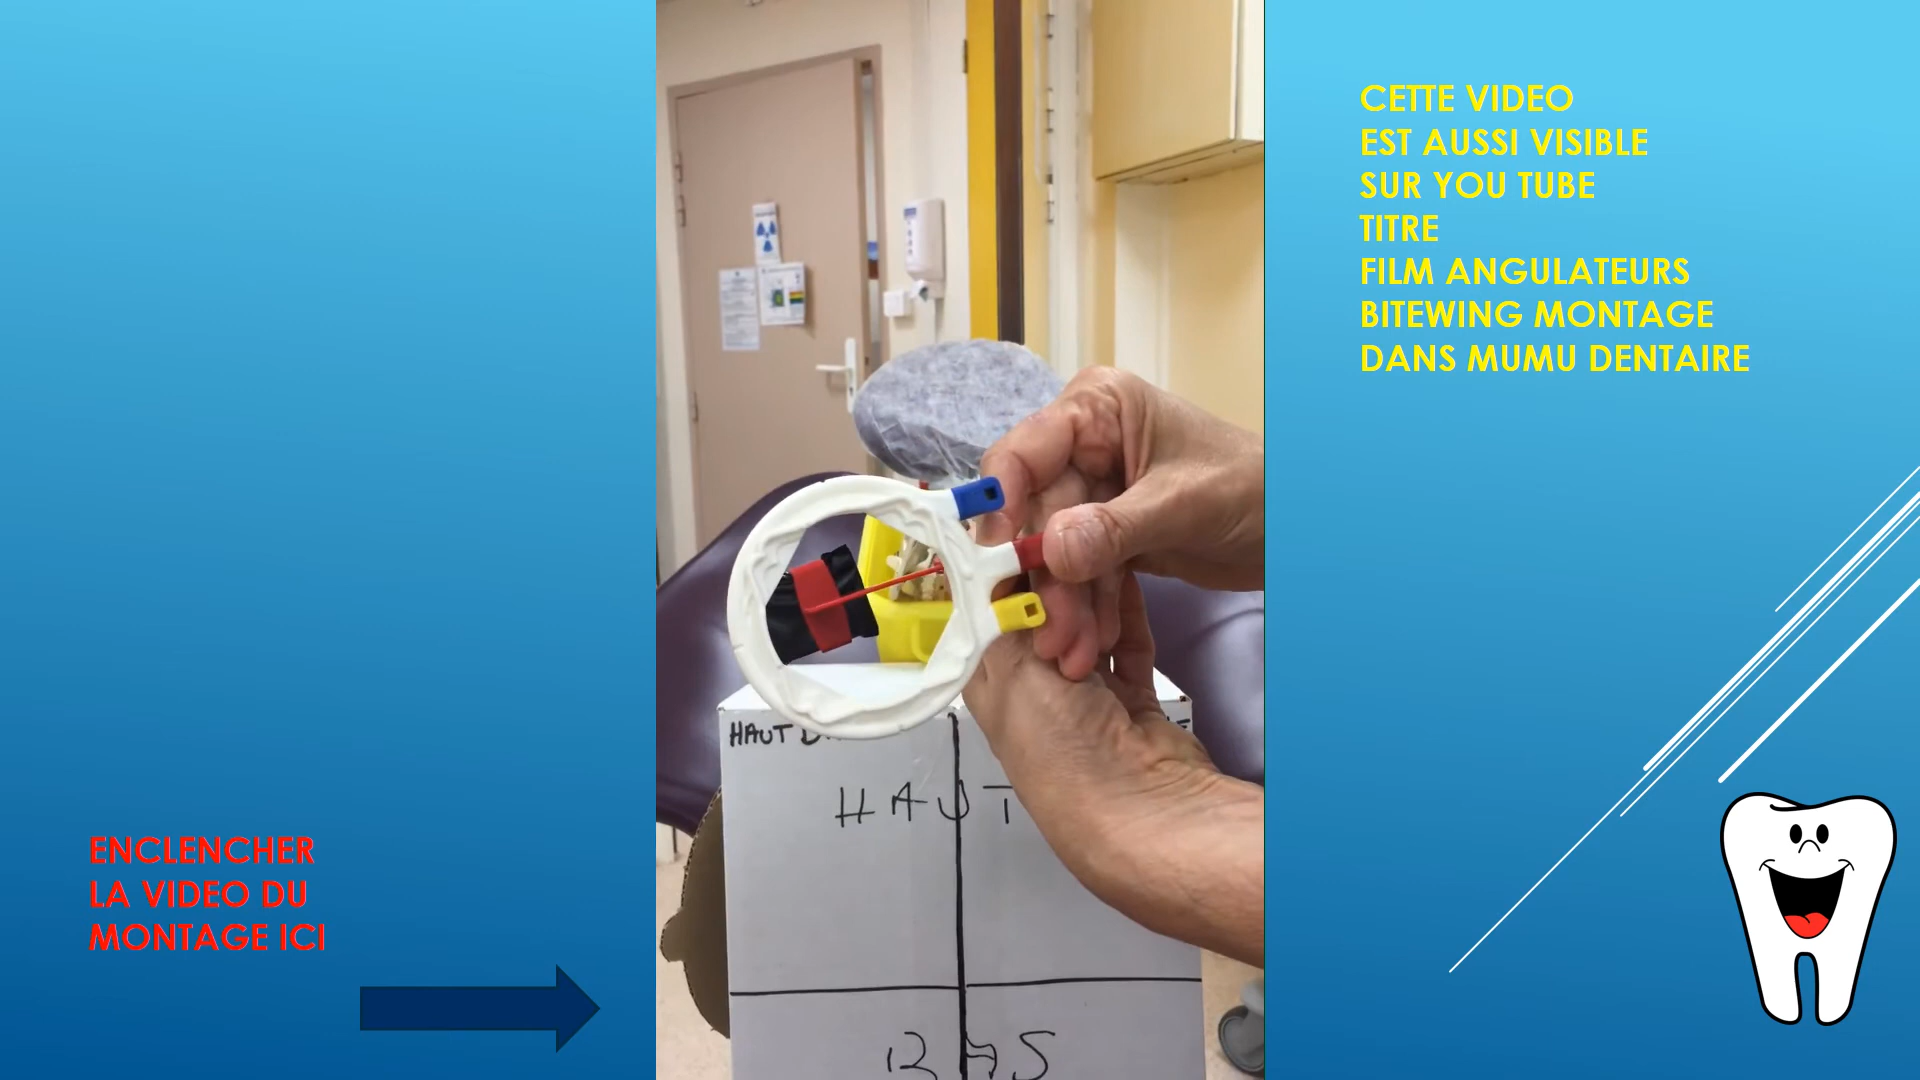 CETTE VIDEO
EST AUSSI VISIBLE
SUR YOU TUBE
TITRE
FILM ANGULATEURS
BITEWING MONTAGE
DANS MUMU DENTAIRE
ENCLENCHER
LA VIDEO DU
MONTAGE ICI
HAUT
HAUT
BAS